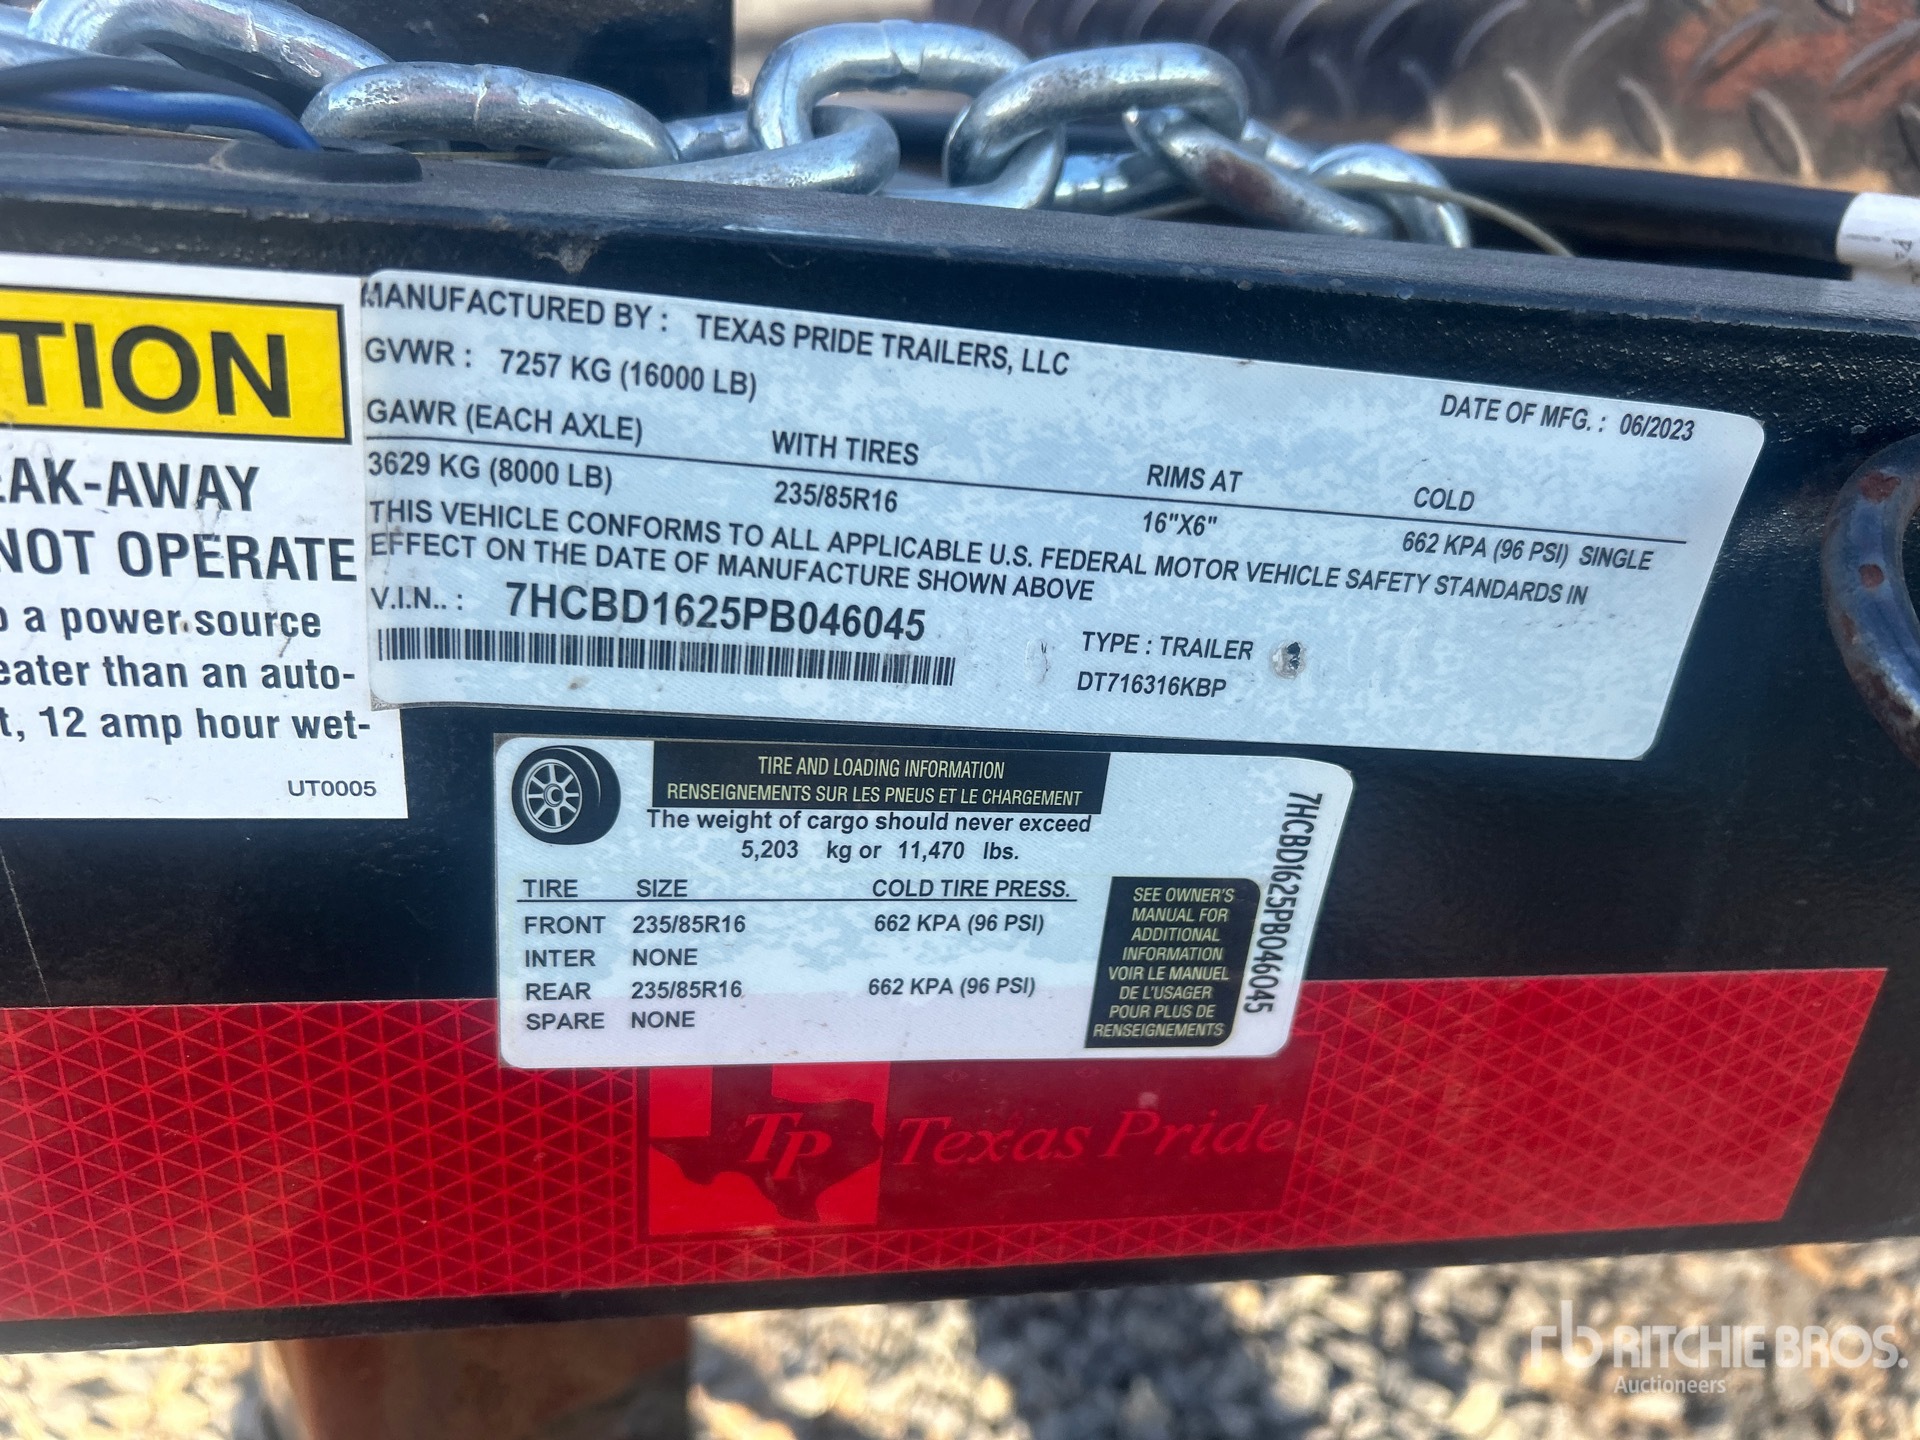 TION
AK-AWAY
NOT OPERATE
a power source
eater than an auto-
t, 12 amp hour wet-
UT0005
MANUFACTURED BY : TEXAS PRIDE TRAILERS, LLC
GVWR : 7257 KG (16000 LB)
DATE OF MFG. : 06/2023
GAWR (EACH AXLE) WITH TIRES RIMS AT COLD
3629 KG (8000 LB) 235/85R16 16"X6" 662 KPA (96 PSI) SINGLE
THIS VEHICLE CONFORMS TO ALL APPLICABLE U.S. FEDERAL MOTOR VEHICLE SAFETY STANDARDS IN
EFFECT ON THE DATE OF MANUFACTURE SHOWN ABOVE
V.I.N.. : 7HCBD1625PB046045
TYPE : TRAILER
DT716316KBP
TIRE AND LOADING INFORMATION
RENSEIGNEMENTS SUR LES PNEUS ET LE CHARGEMENT
The weight of cargo should never exceed
5,203 kg or 11,470 lbs.
TIRE SIZE COLD TIRE PRESS.
FRONT 235/85R16 662 KPA (96 PSI)
INTER NONE
REAR 235/85R16 662 KPA (96 PSI)
SPARE NONE
SEE OWNER'S
MANUAL FOR
ADDITIONAL
INFORMATION
VOIR LE MANUEL
DE L'USAGER
POUR PLUS DE
RENSEIGNEMENTS
7HCBD1625PB046045
TP Texas Pride
rb RITCHIE BROS.
Auctioneers